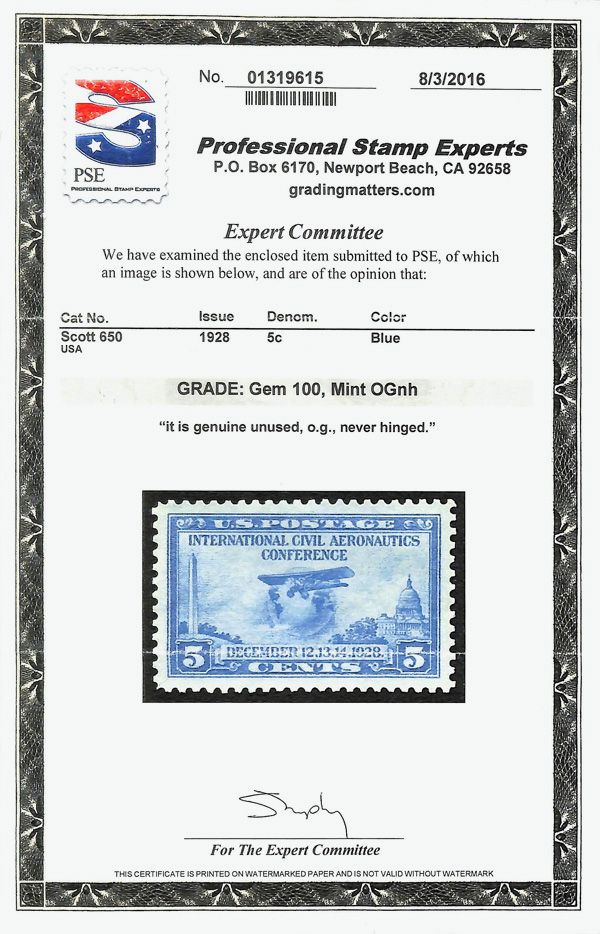 No. 01319615
8/3/2016
PSE
PROFESSIONAL STAMP EXPERTS
Professional Stamp Experts
P.O. Box 6170, Newport Beach, CA 92658
gradingmatters.com
Expert Committee
We have examined the enclosed item submitted to PSE, of which
an image is shown below, and are of the opinion that:
Cat No. Issue Denom. Color
Scott 650 1928 5c Blue
USA
GRADE: Gem 100, Mint OGnh
“it is genuine unused, o.g., never hinged.”
U.S. POSTAGE
INTERNATIONAL CIVIL AERONAUTICS
CONFERENCE
5 DECEMBER 12,13,14,1928. 5
CENTS
For The Expert Committee
THIS CERTIFICATE IS PRINTED ON WATERMARKED PAPER AND IS NOT VALID WITHOUT WATERMARK